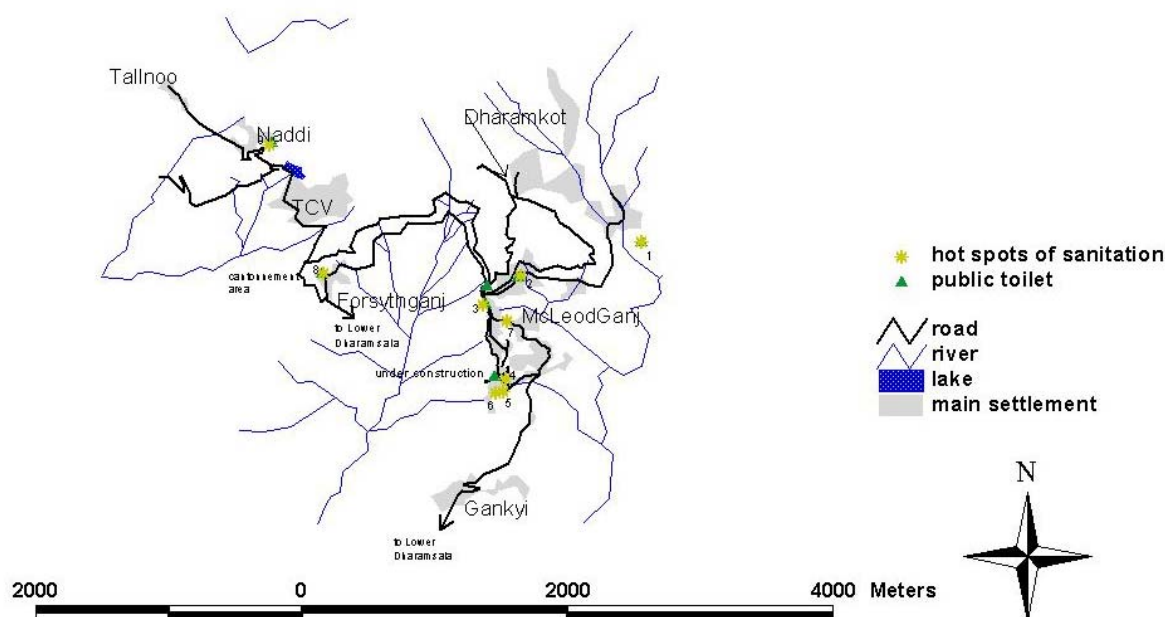 Tallnoo
Naddi
9
TCV
Dharamkot
1
cantonnement
area
8
Forsythganj
to Lower
Dharamsala
2
3
McLeodGanj
7
under construction
4
5
6
Gankyi
to Lower
Dharamsala
hot spots of sanitation
public toilet
road
river
lake
main settlement
N
2000 0 2000 4000 Meters